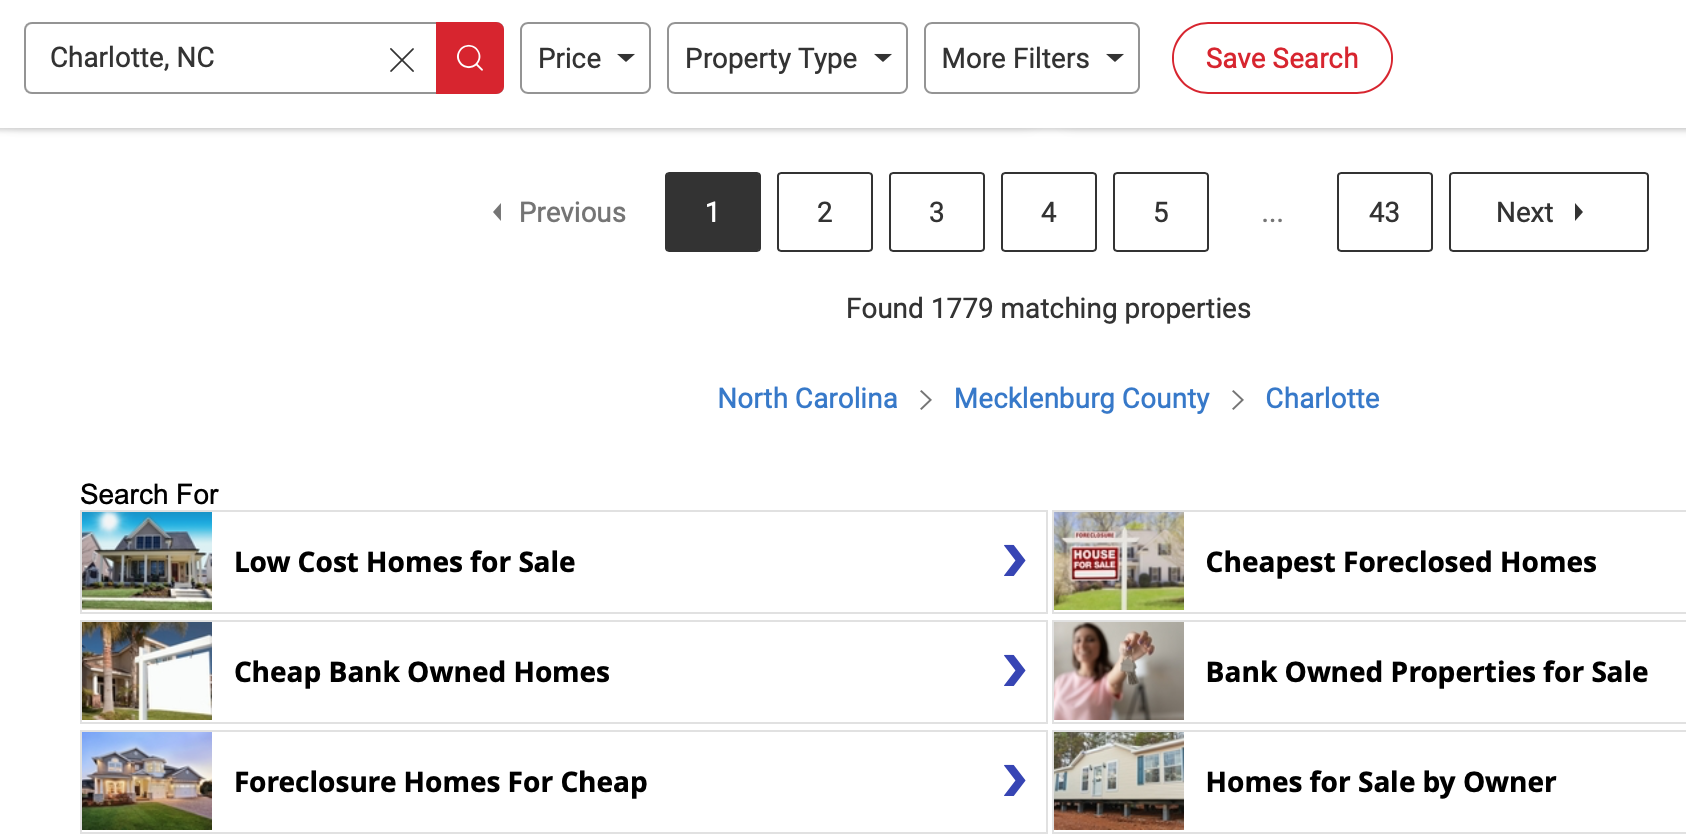 Charlotte, NC
Price
Property Type
More Filters
Save Search
Previous
1
2
3
4
5
...
43
Next
Found 1779 matching properties
North Carolina > Mecklenburg County > Charlotte
Search For
Low Cost Homes for Sale
FORECLOSURE
HOUSE
FOR SALE
Cheapest Foreclosed Homes
Cheap Bank Owned Homes
Bank Owned Properties for Sale
Foreclosure Homes For Cheap
Homes for Sale by Owner